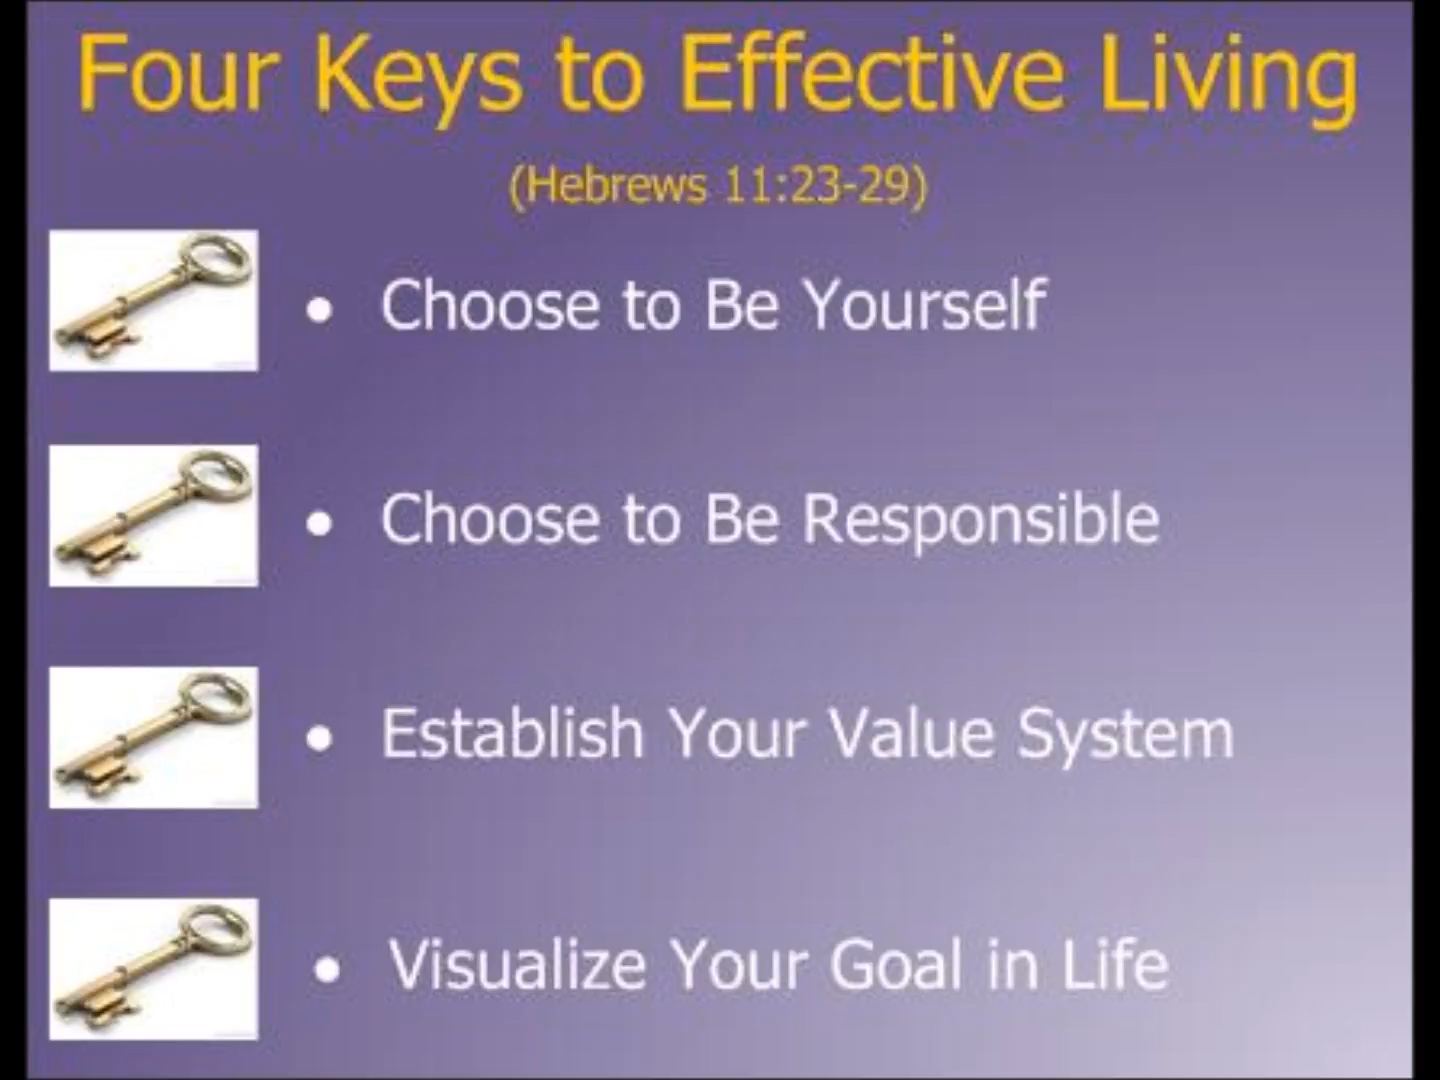 Four Keys to Effective Living
(Hebrews 11:23-29)
• Choose to Be Yourself
• Choose to Be Responsible
• Establish Your Value System
• Visualize Your Goal in Life